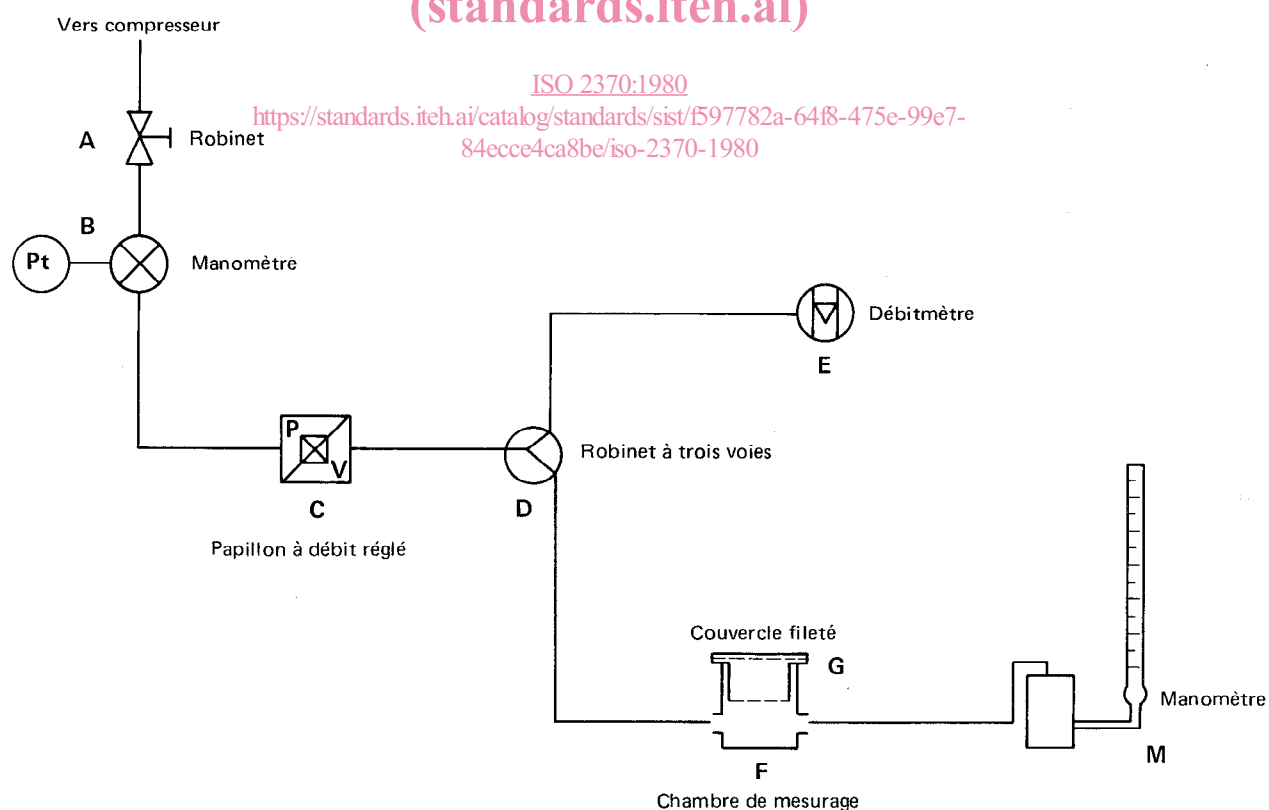 (standards.iteh.ai)
Vers compresseur
ISO 2370:1980
https://standards.iteh.ai/catalog/standards/sist/f597782a-64f8-475e-99e7-
84ecce4ca8be/iso-2370-1980
A
Robinet
B
Pt
Manomètre
Débitmètre
E
P
V
Robinet à trois voies
C
D
Papillon à débit réglé
Couvercle fileté
G
Manomètre
M
F
Chambre de mesurage